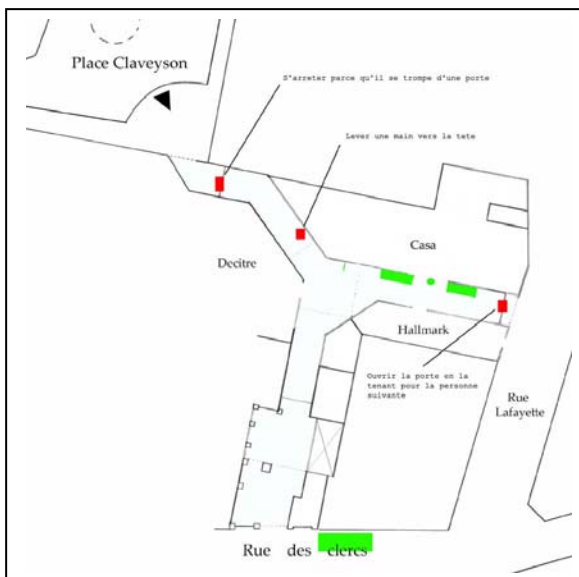 Place Claveyson
S'arreter parce qu'il se trompe d'une porte
Lever une main vers la tete
Casa
Decitre
Hallmark
Ouvrir la porte en la
tenant pour la personne
suivante
Rue
Lafayette
Rue des clercs